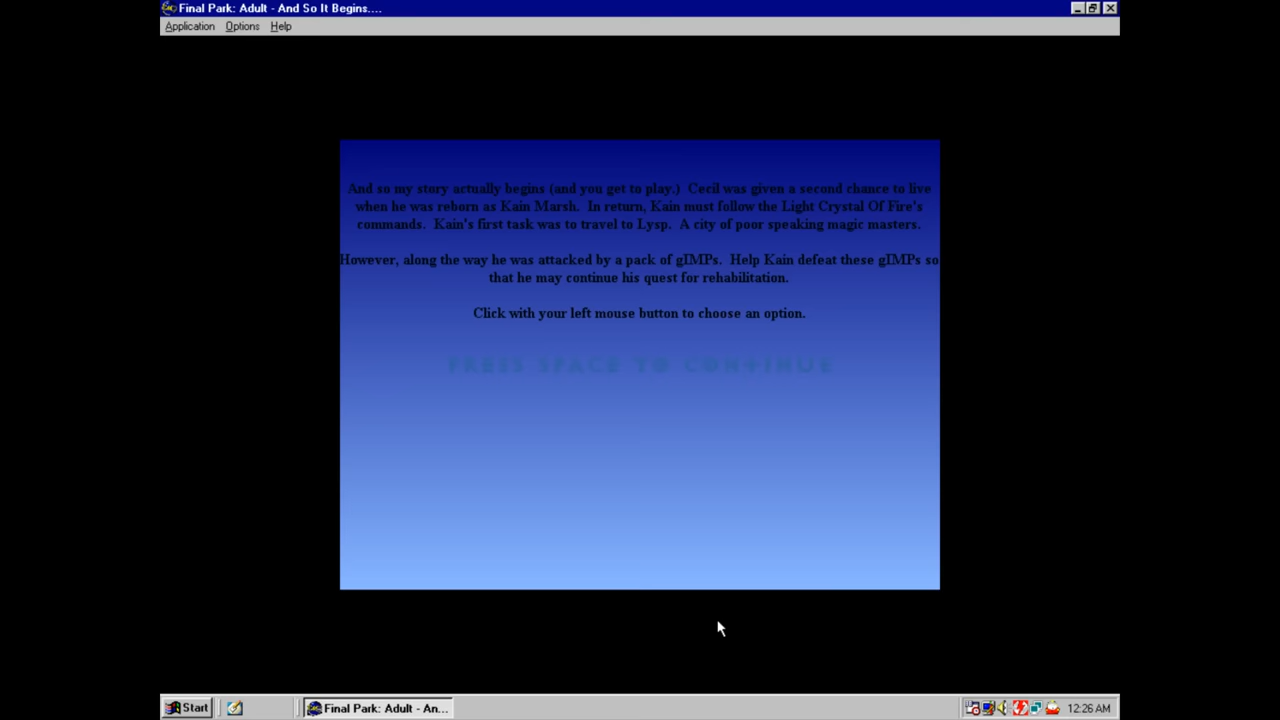 Final Park: Adult - And So It Begins....
Application Options Help
And so my story actually begins (and you get to play.)  Cecil was given a second chance to live
when he was reborn as Kain Marsh.  In return, Kain must follow the Light Crystal Of Fire's
commands.  Kain's first task was to travel to Lysp.  A city of poor speaking magic masters.
However, along the way he was attacked by a pack of gIMPs.  Help Kain defeat these gIMPs so
that he may continue his quest for rehabilitation.
Click with your left mouse button to choose an option.
PRESS SPACE TO CONTINUE
Start Final Park: Adult - An... 12:26 AM